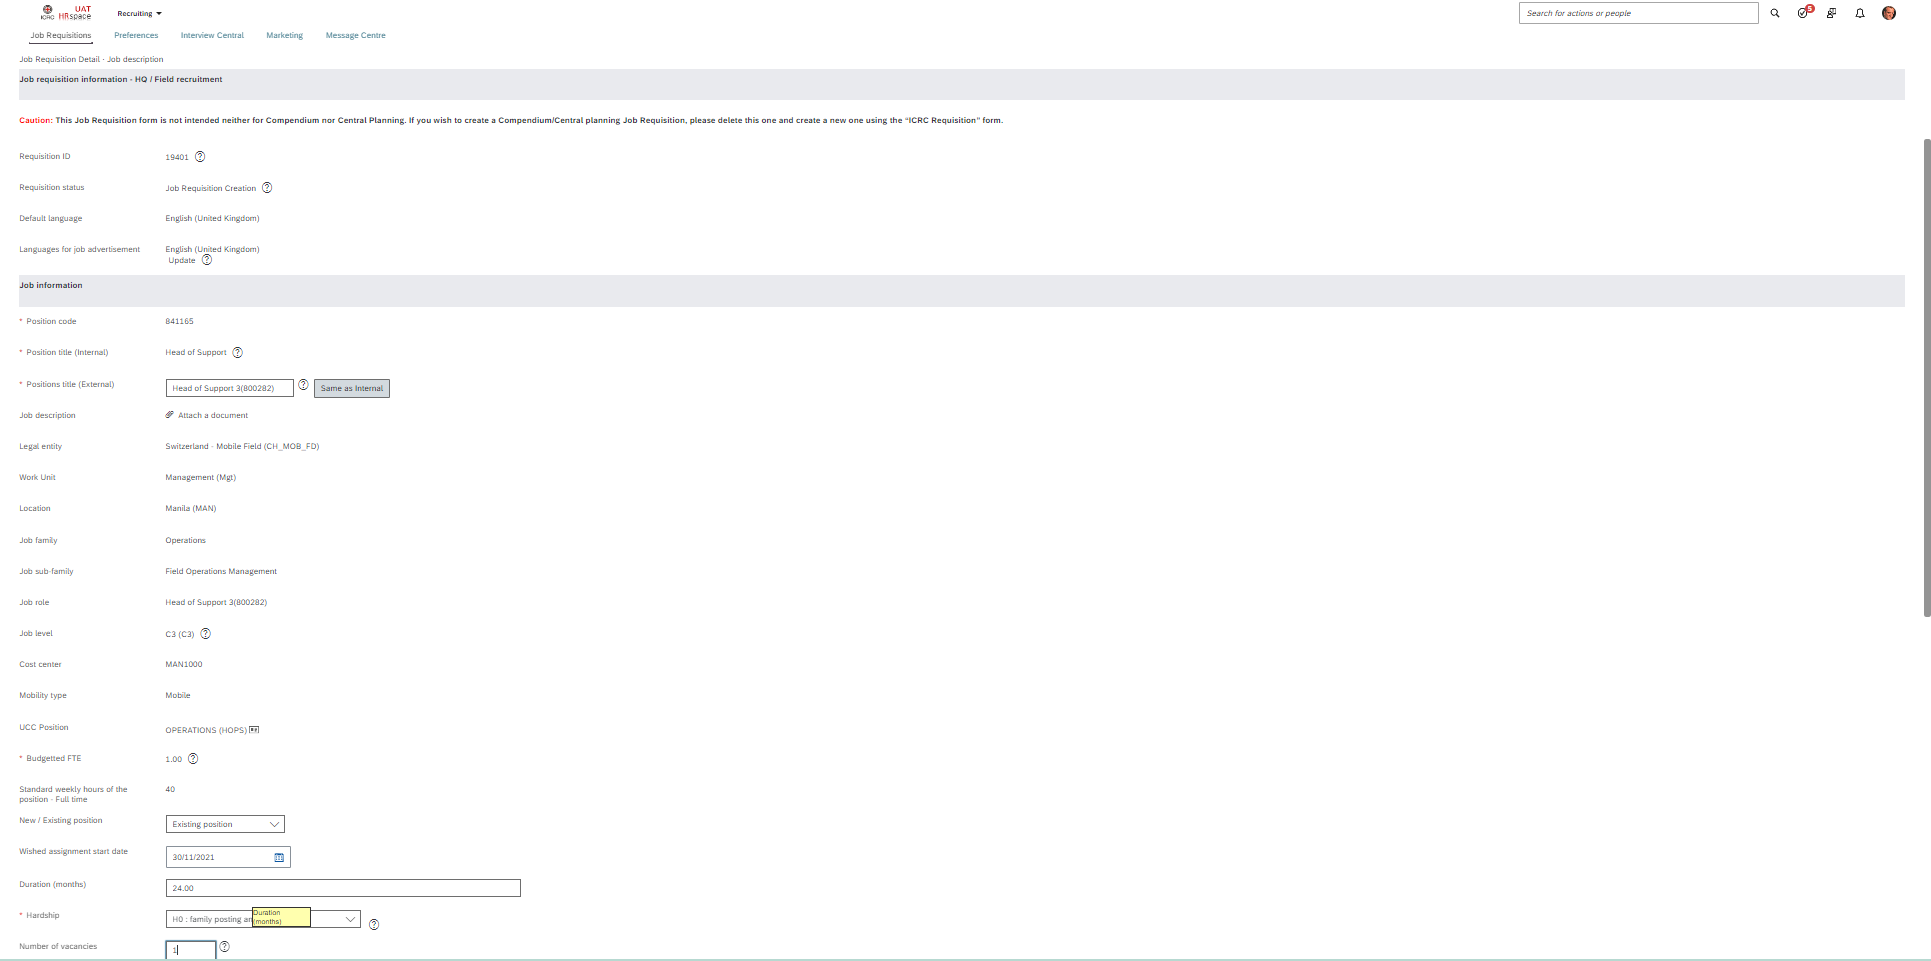 UAT
ICRC HRspace
Recruiting
Search for actions or people
5
Job Requisitions Preferences Interview Central Marketing Message Centre
Job Requisition Detail - Job description
Job requisition information - HQ / Field recruitment
Caution: This Job Requisition form is not intended neither for Compendium nor Central Planning. If you wish to create a Compendium/Central planning Job Requisition, please delete this one and create a new one using the “ICRC Requisition” form.
Requisition ID 19401 ?
Requisition status Job Requisition Creation ?
Default language English (United Kingdom)
Languages for job advertisement English (United Kingdom)
Update ?
Job information
* Position code 841165
* Position title (Internal) Head of Support ?
* Positions title (External) Head of Support 3(800282) ? Same as Internal
Job description Attach a document
Legal entity Switzerland - Mobile Field (CH_MOB_FD)
Work Unit Management (Mgt)
Location Manila (MAN)
Job family Operations
Job sub-family Field Operations Management
Job role Head of Support 3(800282)
Job level C3 (C3) ?
Cost center MAN1000
Mobility type Mobile
UCC Position OPERATIONS (HOPS)
* Budgetted FTE 1.00 ?
Standard weekly hours of the 40
position - Full time
New / Existing position Existing position
Wished assignment start date 30/11/2021
Duration (months) 24.00
* Hardship H0 : family posting an ?
Duration
(months)
Number of vacancies 1 ?